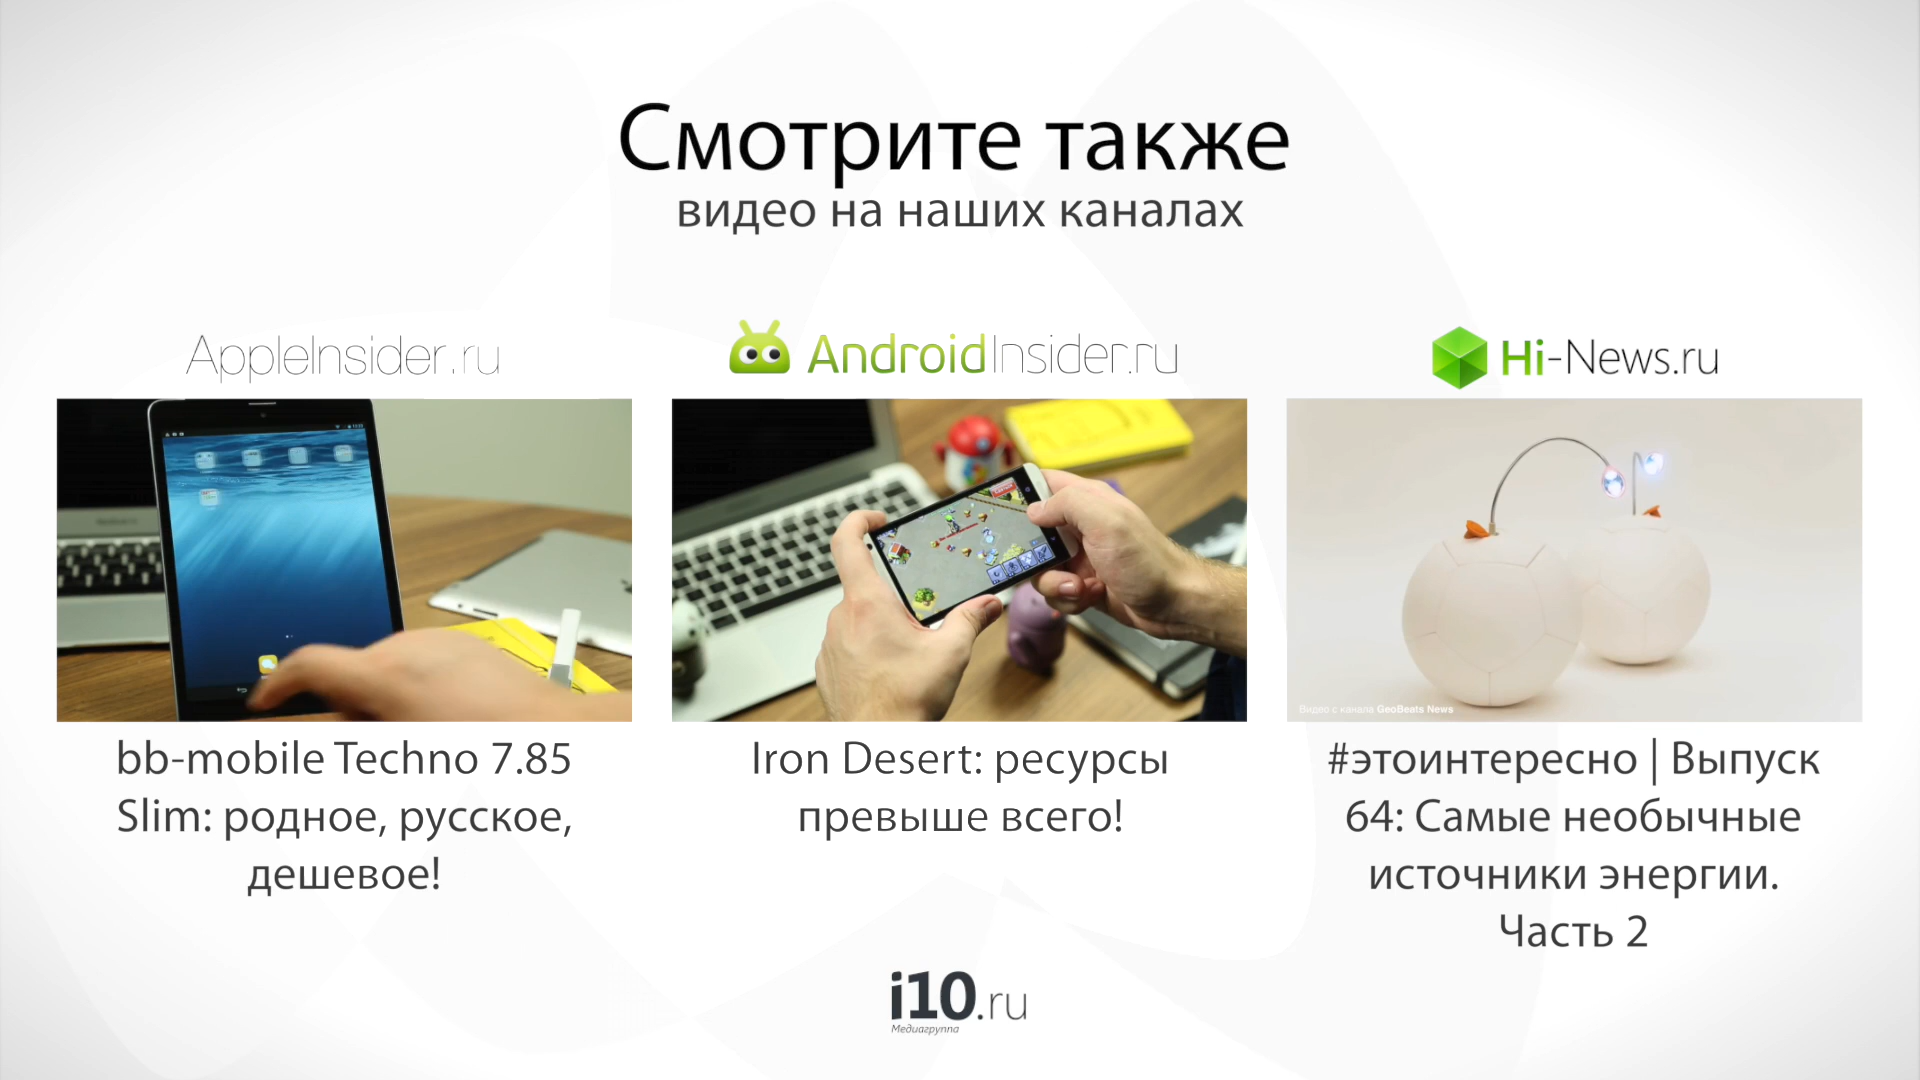 Смотрите также
видео на наших каналах
AppleInsider.ru
AndroidInsider.ru
Hi-News.ru
Видео с канала GeoBeats News
bb-mobile Techno 7.85
Slim: родное, русское,
дешевое!
Iron Desert: ресурсы
превыше всего!
#этоинтересно | Выпуск
64: Самые необычные
источники энергии.
Часть 2
i10.ru
Медиагруппа